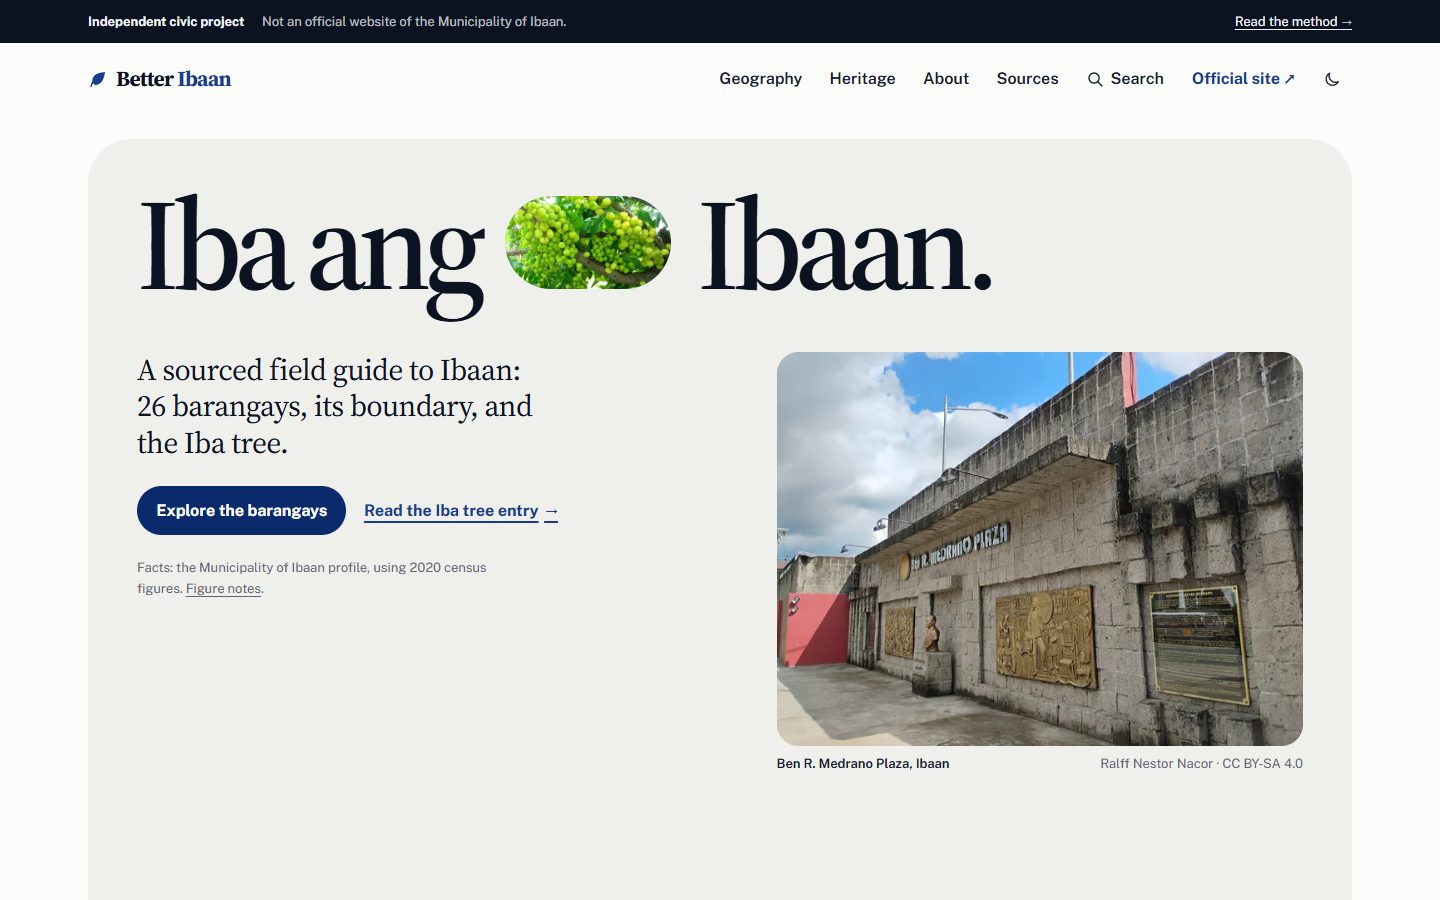 Independent civic project Not an official website of the Municipality of Ibaan. Read the method →
Better Ibaan Geography Heritage About Sources Search Official site ↗
Iba ang Ibaan.
A sourced field guide to Ibaan:
26 barangays, its boundary, and
the Iba tree.
Explore the barangays Read the Iba tree entry →
Facts: the Municipality of Ibaan profile, using 2020 census
figures. Figure notes.
BEN R. MEDRANO PLAZA
Ben R. Medrano Plaza, Ibaan Ralff Nestor Nacor · CC BY-SA 4.0